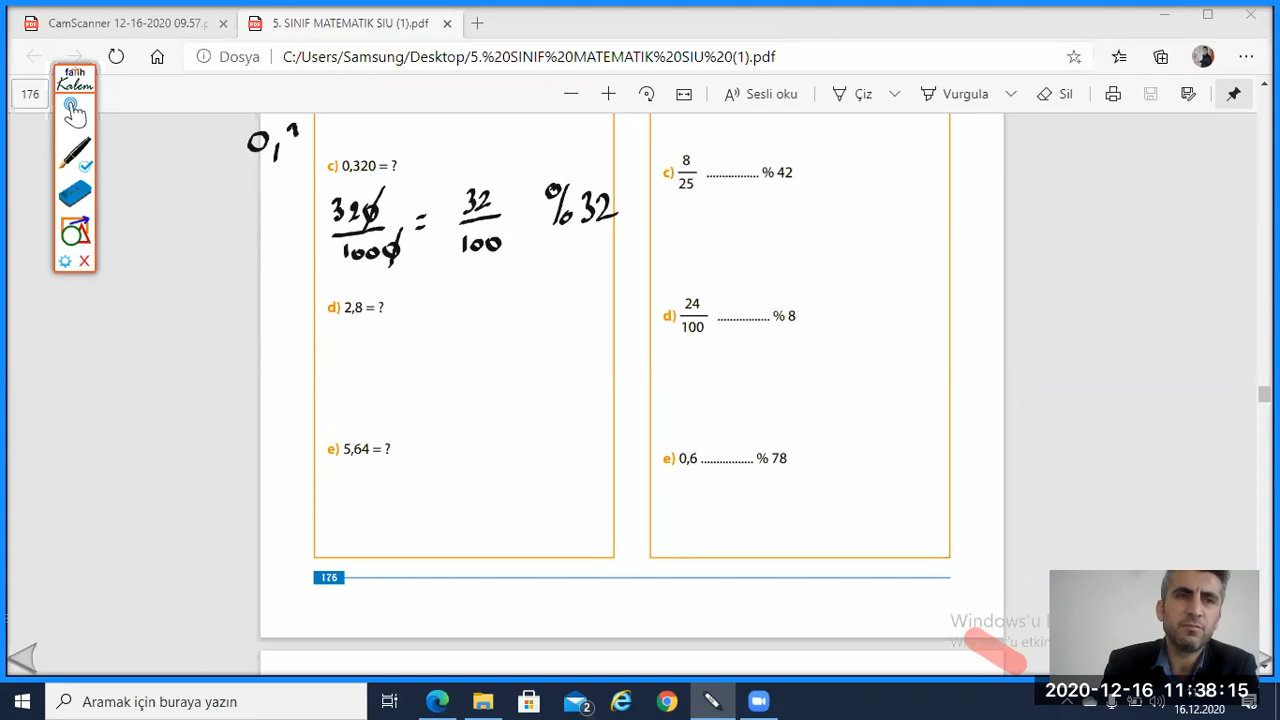 CamScanner 12-16-2020 09.57.p
5. SINIF MATEMATIK SIU (1).pdf
Dosya
C:/Users/Samsung/Desktop/5.%20SINIF%20MATEMATIK%20SIU%20(1).pdf
176
Sesli oku
Çiz
Vurgula
Sil
fatih
Kalem
0,
c) 0,320 = ?
320/1000 = 32/100 %32
d) 2,8 = ?
e) 5,64 = ?
c) 8/25 ................. % 42
d) 24/100 ................. % 8
e) 0,6 ................. % 78
176
Windows'u
2020-12-16 11:38:15
Aramak için buraya yazın
2
16.12.2020